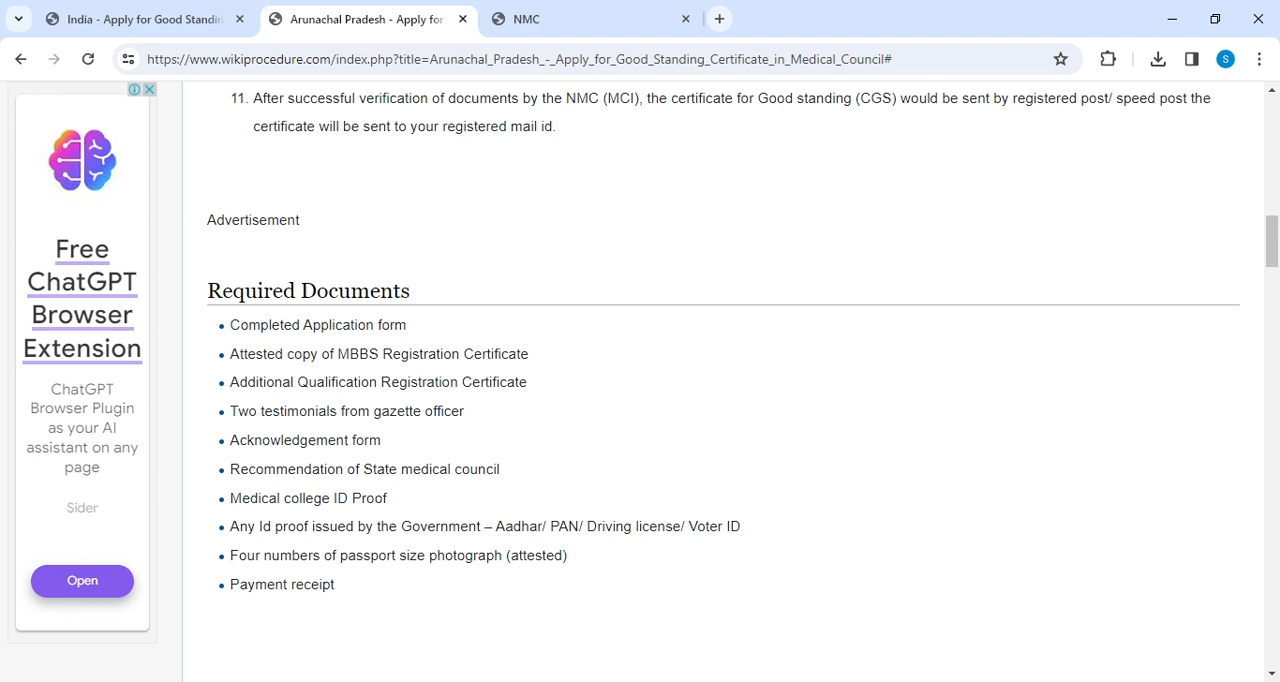 India - Apply for Good Standin
Arunachal Pradesh - Apply for
NMC
https://www.wikiprocedure.com/index.php?title=Arunachal_Pradesh_-_Apply_for_Good_Standing_Certificate_in_Medical_Council#
S
11. After successful verification of documents by the NMC (MCI), the certificate for Good standing (CGS) would be sent by registered post/ speed post the
certificate will be sent to your registered mail id.
Advertisement
Required Documents
Completed Application form
Attested copy of MBBS Registration Certificate
Additional Qualification Registration Certificate
Two testimonials from gazette officer
Acknowledgement form
Recommendation of State medical council
Medical college ID Proof
Any Id proof issued by the Government – Aadhar/ PAN/ Driving license/ Voter ID
Four numbers of passport size photograph (attested)
Payment receipt
Free
ChatGPT
Browser
Extension
ChatGPT
Browser Plugin
as your AI
assistant on any
page
Sider
Open